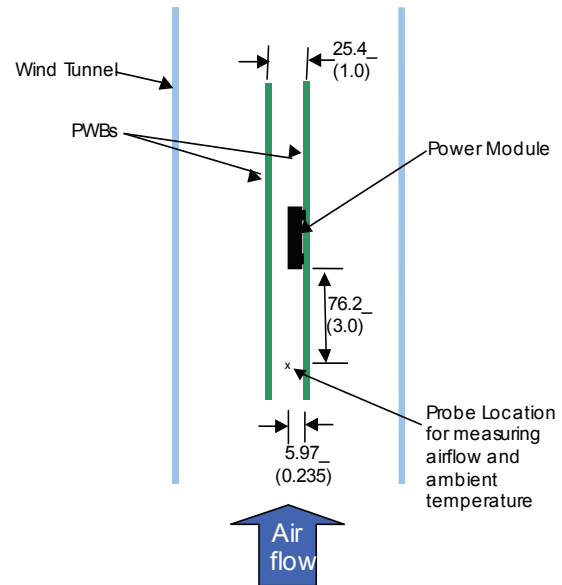 25.4_
(1.0)
Wind Tunnel
PWBs
Power Module
76.2_
(3.0)
x
Probe Location
for measuring
airflow and
ambient
temperature
5.97_
(0.235)
Air
flow